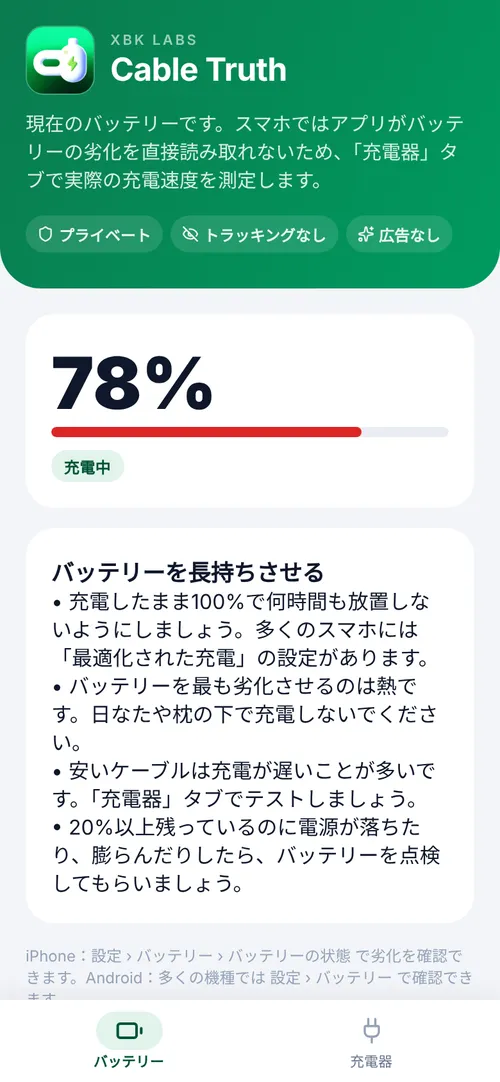 XBK LABS
Cable Truth
現在のバッテリーです。スマホではアプリがバッテ
リーの劣化を直接読み取れないため、「充電器」タ
ブで実際の充電速度を測定します。
プライベート
トラッキングなし
広告なし
78%
充電中
バッテリーを長持ちさせる
• 充電したまま100%で何時間も放置しな
いようにしましょう。多くのスマホには
「最適化された充電」の設定があります。
• バッテリーを最も劣化させるのは熱で
す。日なたや枕の下で充電しないでくださ
い。
• 安いケーブルは充電が遅いことが多いで
す。「充電器」タブでテストしましょう。
• 20%以上残っているのに電源が落ちた
り、膨らんだりしたら、バッテリーを点検
してもらいましょう。
iPhone：設定 › バッテリー › バッテリーの状態 で劣化を確認で
きます。Android：多くの機種では 設定 › バッテリー で確認でき
ます。
バッテリー
充電器